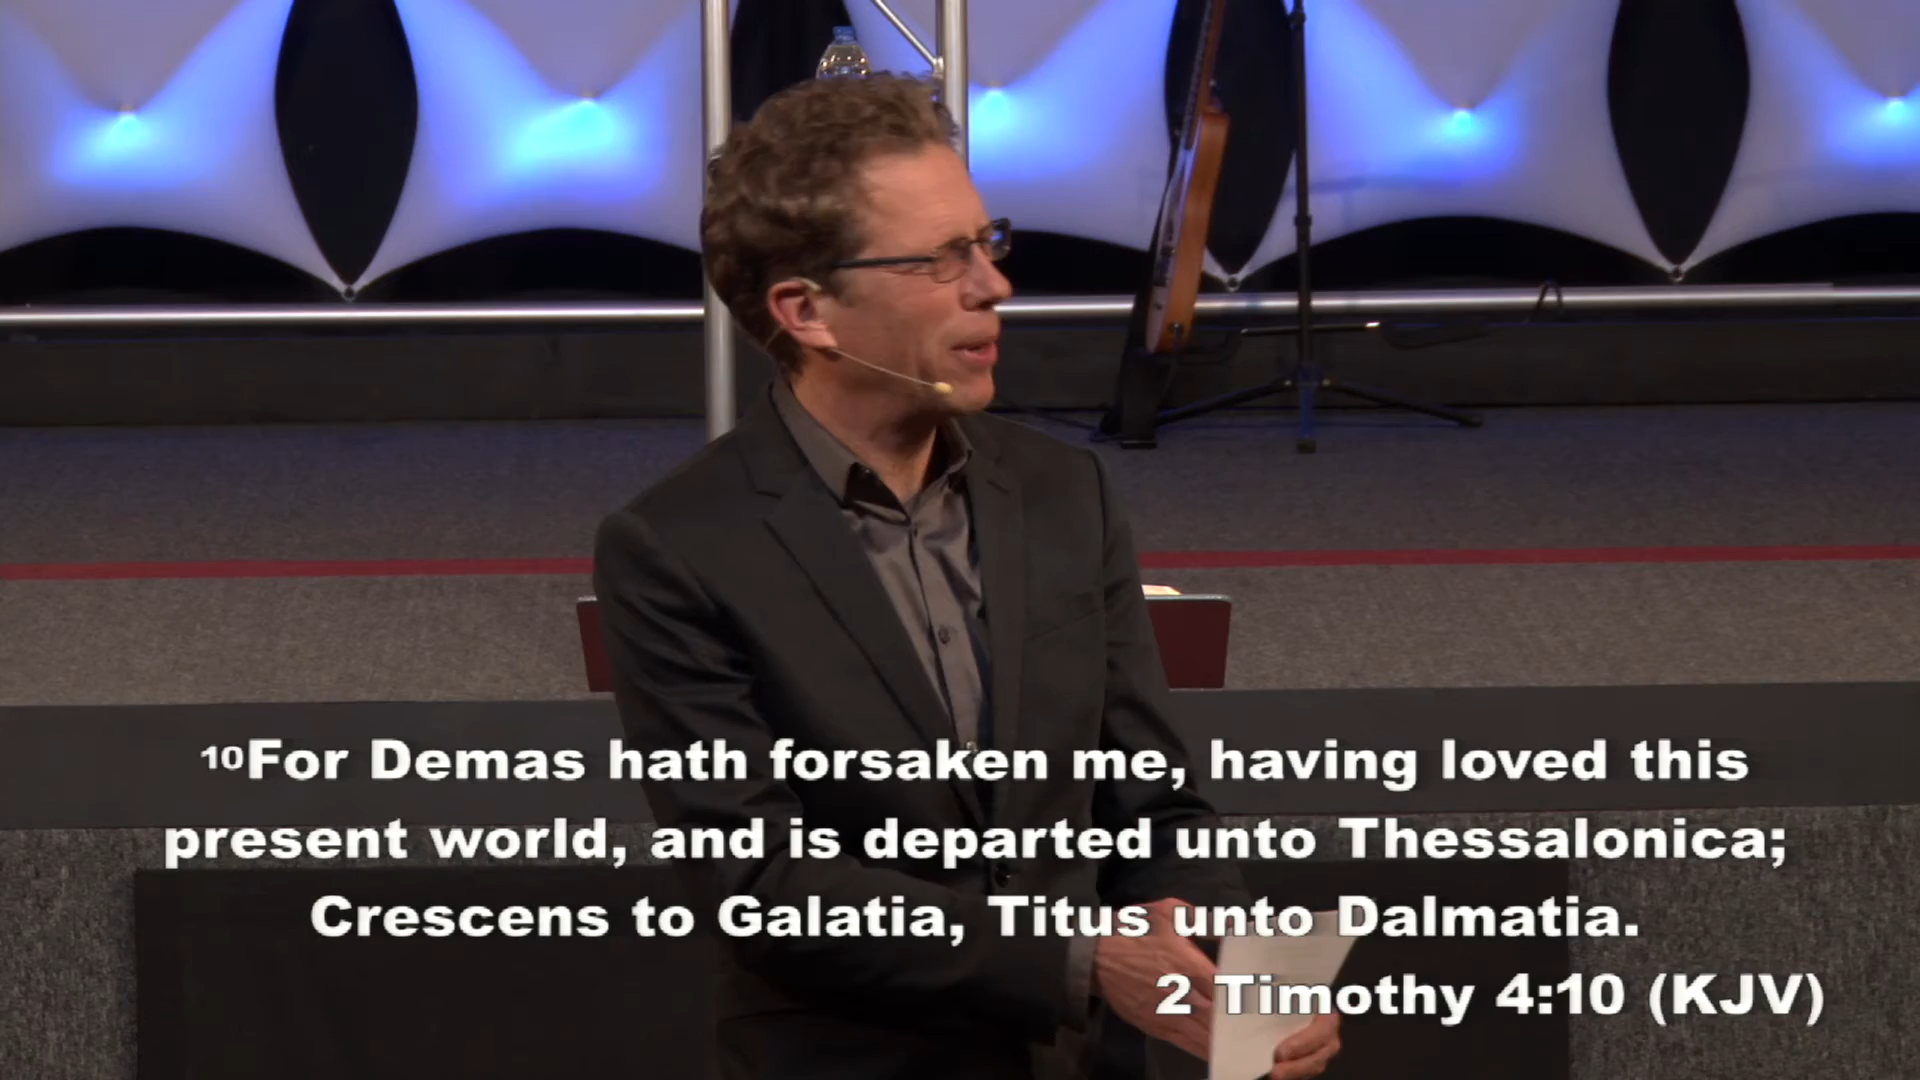 10For Demas hath forsaken me, having loved this
present world, and is departed unto Thessalonica;
Crescens to Galatia, Titus unto Dalmatia.
2 Timothy 4:10 (KJV)